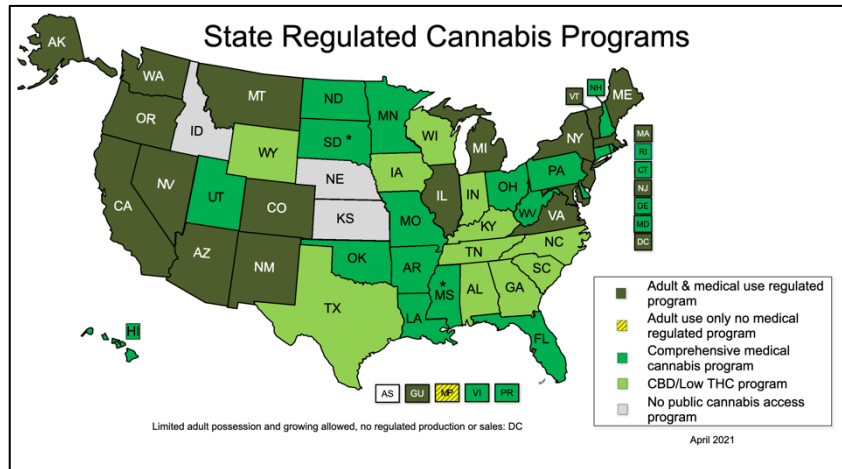 State Regulated Cannabis Programs
AK
WA
MT
ND
MN
VT
NH
ME
OR
ID
SD *
WI
MI
NY
MA
WY
RI
IA
PA
CT
NE
NV
OH
NJ
UT
IL
IN
DE
CO
WV
MD
CA
KS
MO
VA
DC
KY
NC
TN
AZ
OK
NM
AR
SC
*
MS
AL
GA
TX
LA
FL
HI
AS
GU
MP
VI
PR
Adult & medical use regulated
program
Adult use only no medical
regulated program
Comprehensive medical
cannabis program
CBD/Low THC program
No public cannabis access
program
Limited adult possession and growing allowed, no regulated production or sales: DC
April 2021